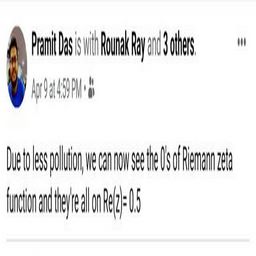 Pramit Das is with Rounak Ray and 3 others.
Apr 9 at 4:59 PM •
Due to less pollution, we can now see the 0's of Riemann zeta
function and they're all on Re(z)= 0.5